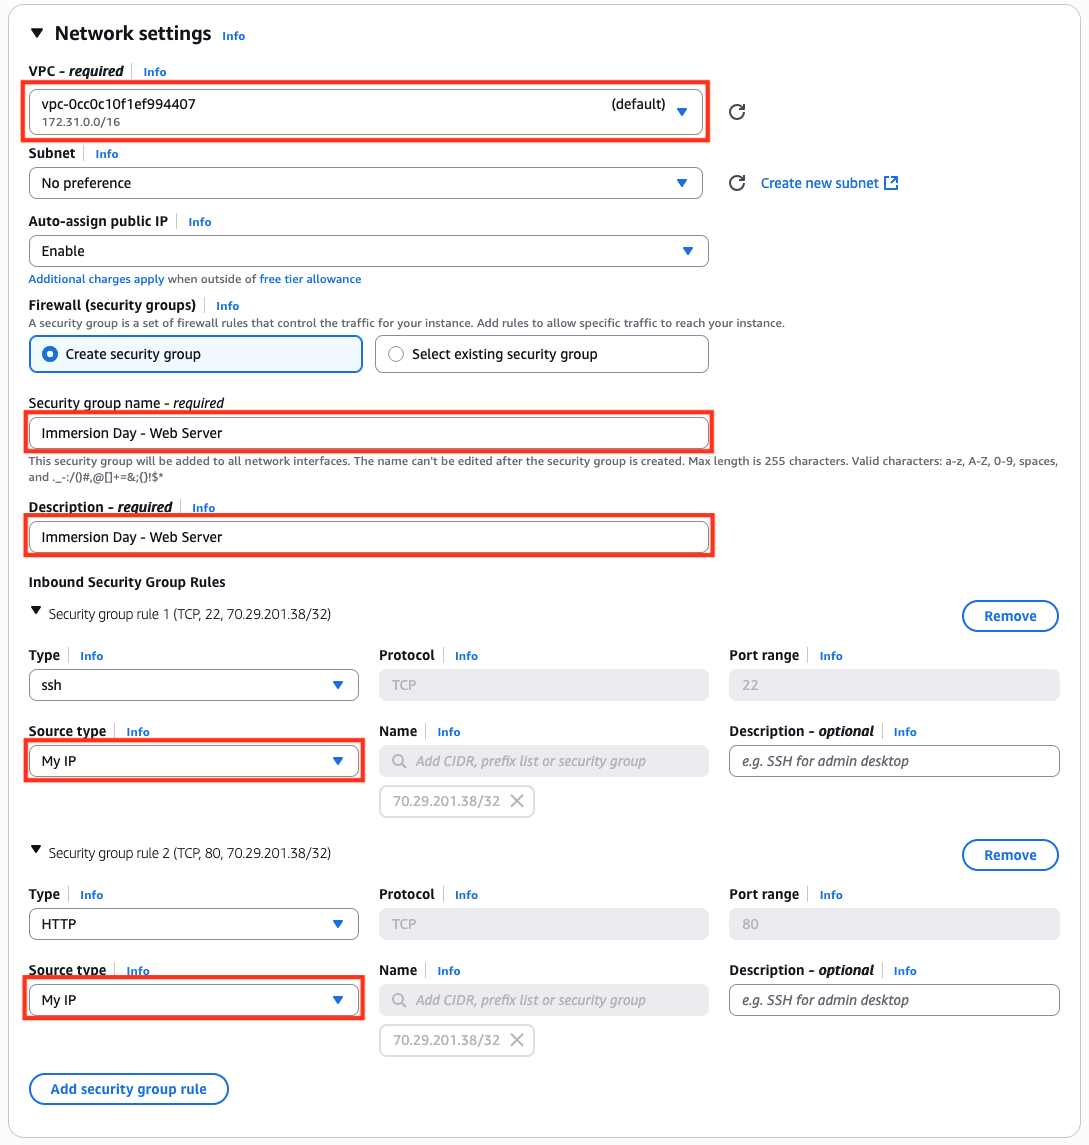 Network settings Info
VPC - required Info
vpc-0cc0c10f1ef994407 (default)
172.31.0.0/16
Subnet Info
No preference
Create new subnet
Auto-assign public IP Info
Enable
Additional charges apply when outside of free tier allowance
Firewall (security groups) Info
A security group is a set of firewall rules that control the traffic for your instance. Add rules to allow specific traffic to reach your instance.
Create security group
Select existing security group
Security group name - required
Immersion Day - Web Server
This security group will be added to all network interfaces. The name can't be edited after the security group is created. Max length is 255 characters. Valid characters: a-z, A-Z, 0-9, spaces,
and ._-:/()#,@[]+=&;{}!$*
Description - required Info
Immersion Day - Web Server
Inbound Security Group Rules
Security group rule 1 (TCP, 22, 70.29.201.38/32)
Remove
Type Info Protocol Info Port range Info
ssh TCP 22
Source type Info Name Info Description - optional Info
My IP Add CIDR, prefix list or security group e.g. SSH for admin desktop
70.29.201.38/32
Security group rule 2 (TCP, 80, 70.29.201.38/32)
Remove
Type Info Protocol Info Port range Info
HTTP TCP 80
Source type Info Name Info Description - optional Info
My IP Add CIDR, prefix list or security group e.g. SSH for admin desktop
70.29.201.38/32
Add security group rule